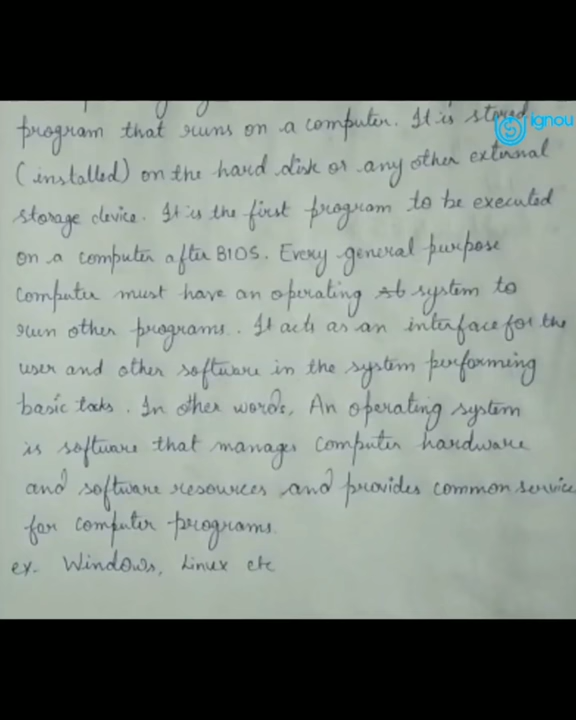 program that runs on a computer. It is stored
(installed) on the hard disk or any other external
storage device. It is the first program to be executed
on a computer after BIOS. Every general purpose
computer must have an operating system to
run other programs. It acts as an interface for the
user and other software in the system performing
basic tasks. In other words, An operating system
is software that manages computer hardware
and software resources and provides common service
for computer programs.
ex. Windows, Linux etc
ignou